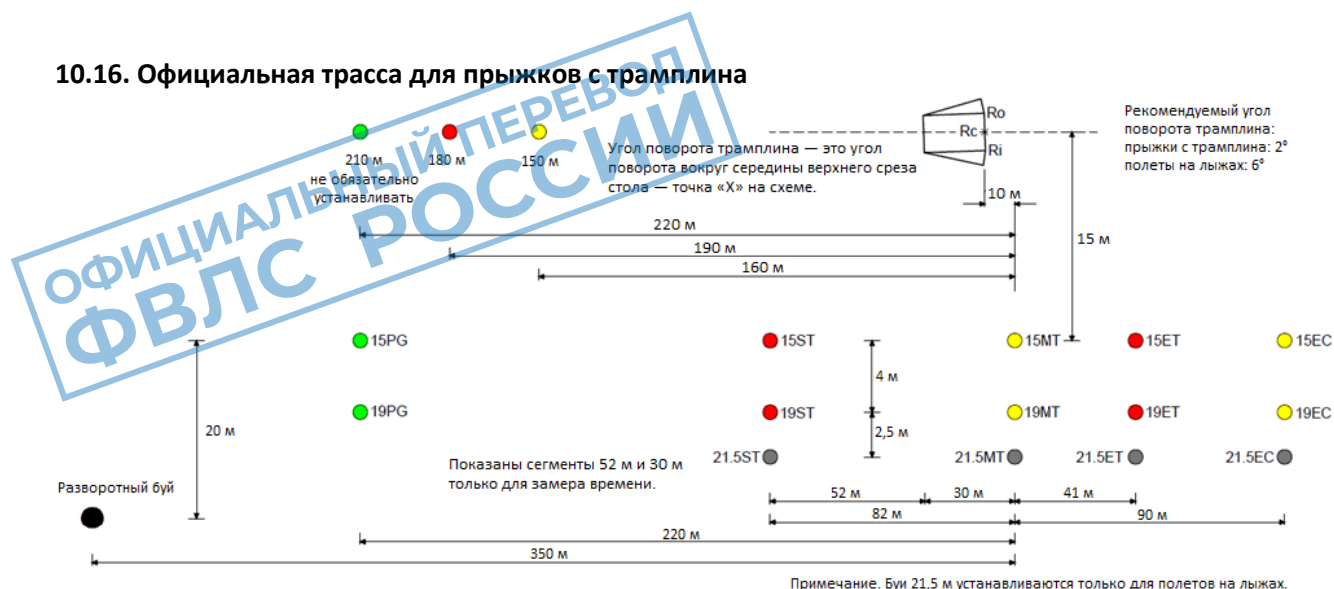 10.16. Официальная трасса для прыжков с трамплина
ОФИЦИАЛЬНЫЙ ПЕРЕВОД
ФВЛС РОССИИ
210 м
180 м
150 м
не обязательно
устанавливать
Угол поворота трамплина — это угол
поворота вокруг середины верхнего среза
стола — точка «X» на схеме.
Ro
Rc
Ri
Рекомендуемый угол
поворота трамплина:
прыжки с трамплина: 2°
полеты на лыжах: 6°
10 м
220 м
190 м
160 м
15 м
15PG
15ST
15MT
15ET
15EC
4 м
19PG
19ST
19MT
19ET
19EC
20 м
2,5 м
21.5ST
21.5MT
21.5ET
21.5EC
Показаны сегменты 52 м и 30 м
только для замера времени.
Разворотный буй
52 м
30 м
41 м
82 м
90 м
220 м
350 м
Примечание. Буи 21.5 м устанавливаются только для полетов на лыжах.